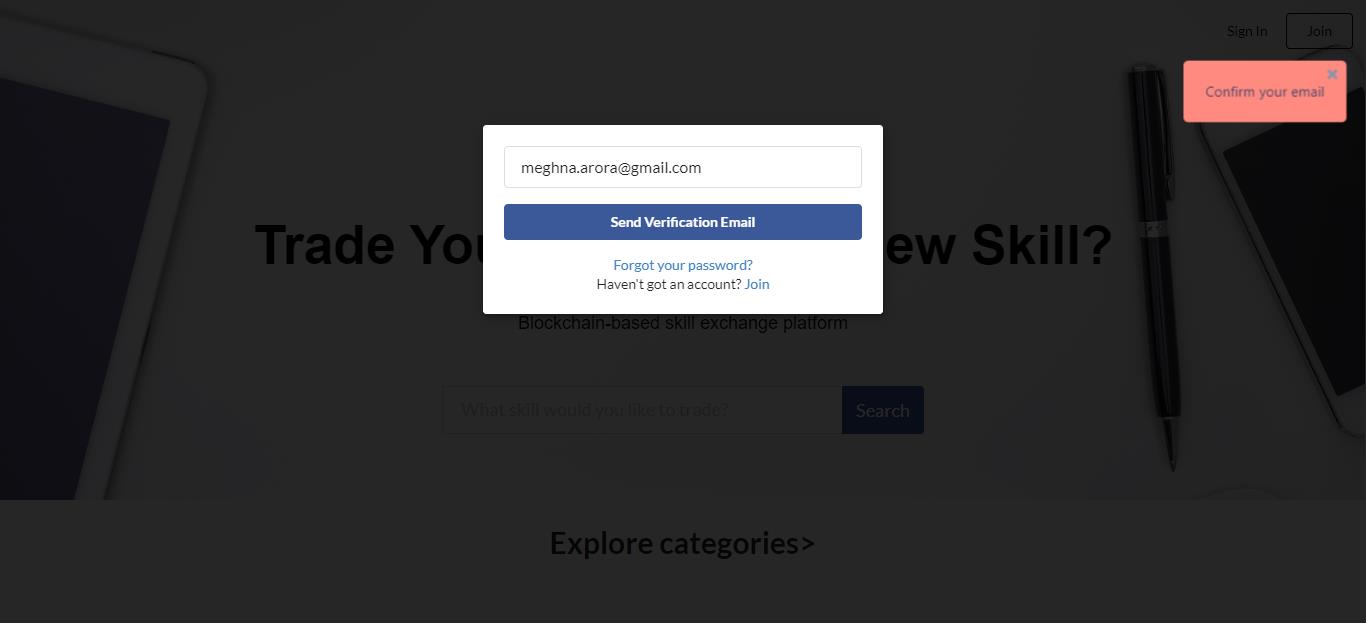 Sign In
Join
Confirm your email
meghna.arora@gmail.com
Send Verification Email
Trade You ew Skill?
Forgot your password?
Haven't got an account? Join
Blockchain-based skill exchange platform
What skill would you like to trade?
Search
Explore categories>